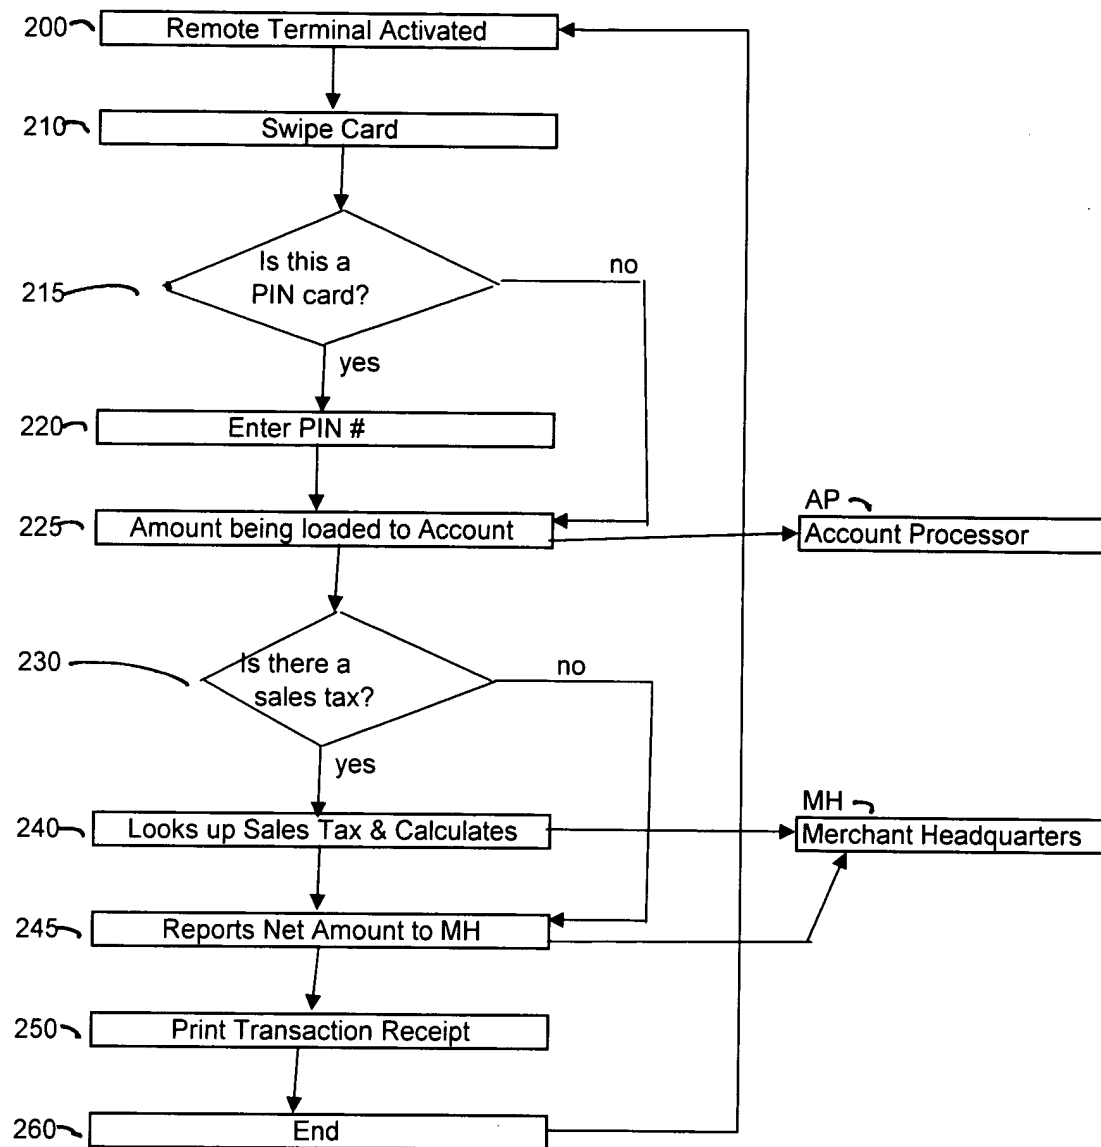 200 Remote Terminal Activated
210 Swipe Card
Is this a
PIN card?
no
215
yes
220 Enter PIN #
AP
225 Amount being loaded to Account
Account Processor
230
Is there a
sales tax?
no
yes
MH
240 Looks up Sales Tax & Calculates
Merchant Headquarters
245 Reports Net Amount to MH
250 Print Transaction Receipt
260 End